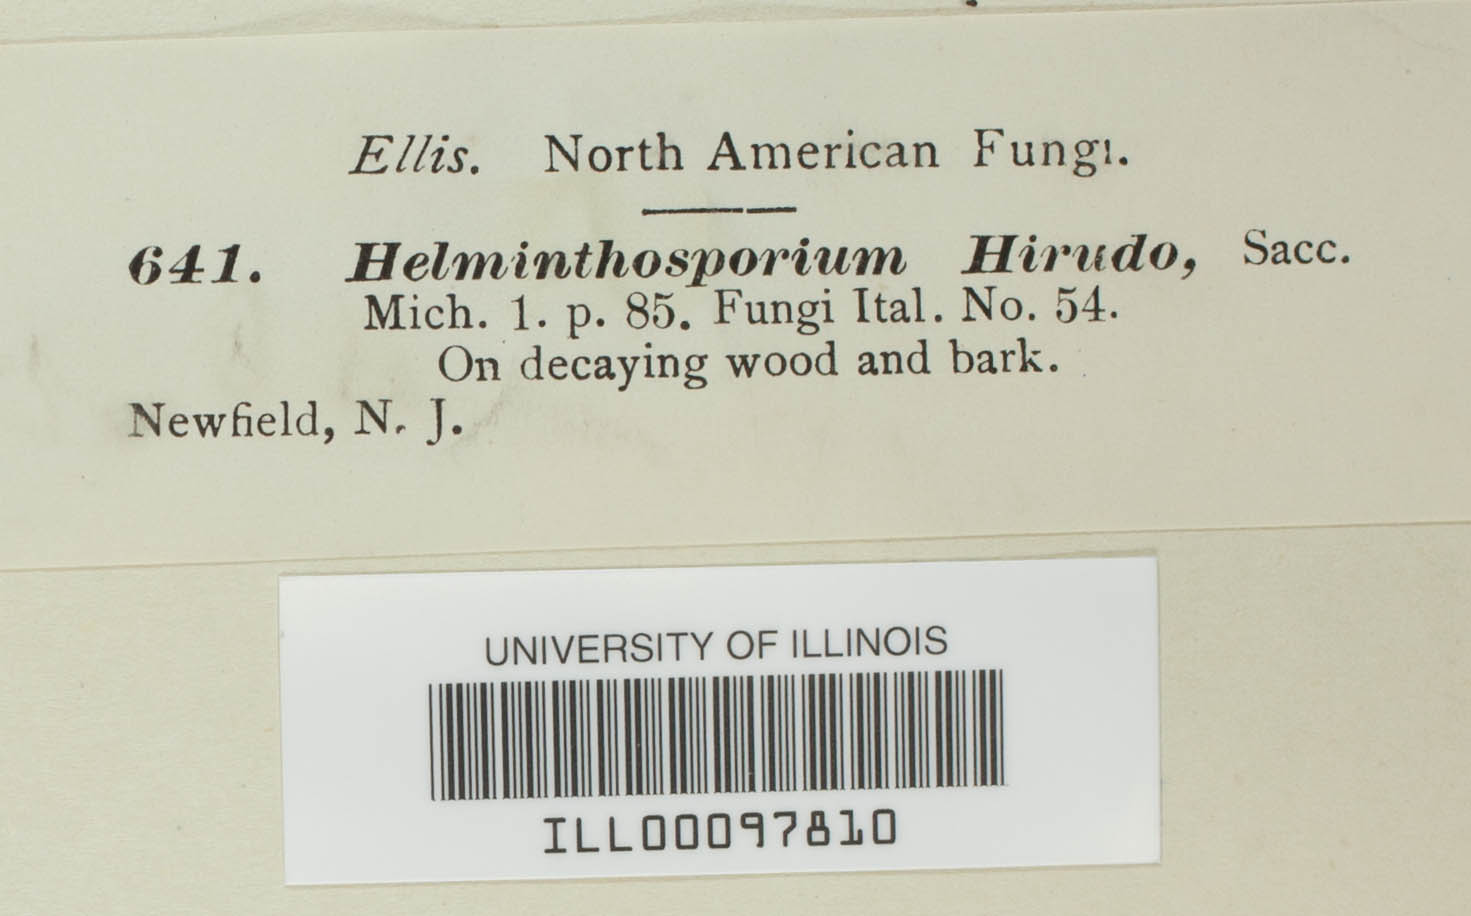 Ellis. North American Fungi.
641. Helminthosporium Hirudo, Sacc.
Mich. 1. p. 85. Fungi Ital. No. 54.
On decaying wood and bark.
Newfield, N. J.
UNIVERSITY OF ILLINOIS
ILL00097810